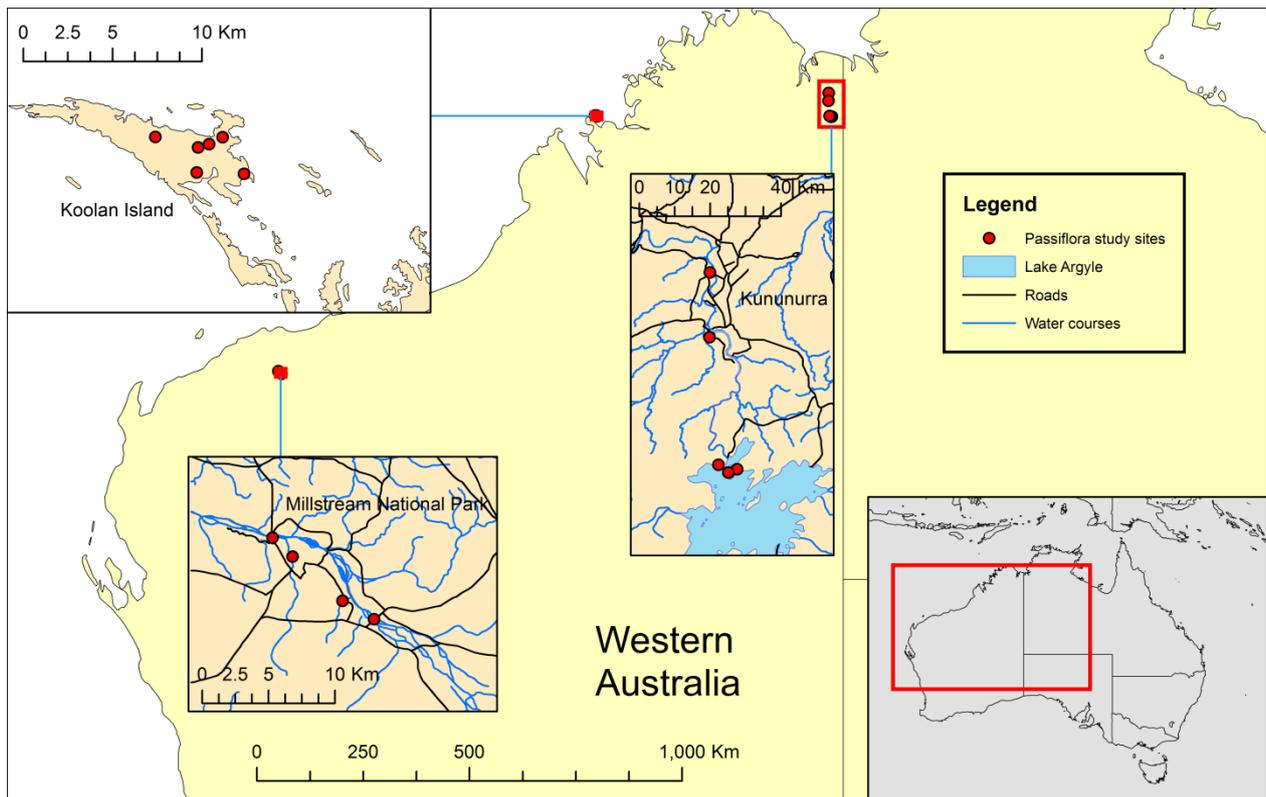 0 2.5 5 10 Km
Koolan Island
0 10 20 40 Km
Kununurra
Legend
Passiflora study sites
Lake Argyle
Roads
Water courses
Millstream National Park
0 2.5 5 10 Km
Western
Australia
0 250 500 1,000 Km